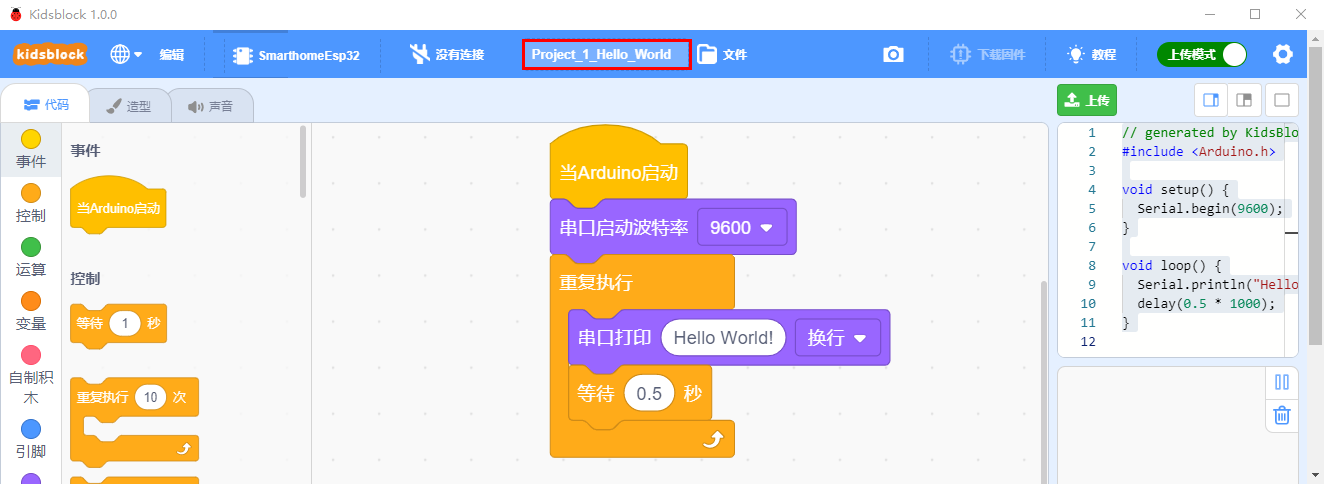 Kidsblock 1.0.0
kidsblock
编辑
SmarthomeEsp32
没有连接
Project_1_Hello_World
文件
下载固件
教程
上传模式
代码
造型
声音
上传
事件
控制
运算
变量
自制积
木
引脚
事件
当Arduino启动
控制
等待 1 秒
重复执行 10 次
当Arduino启动
串口启动波特率 9600
重复执行
串口打印 Hello World! 换行
等待 0.5 秒
1 // generated by KidsBlo
2 #include <Arduino.h>
3
4 void setup() {
5 Serial.begin(9600);
6 }
7
8 void loop() {
9 Serial.println("Hello
10 delay(0.5 * 1000);
11 }
12